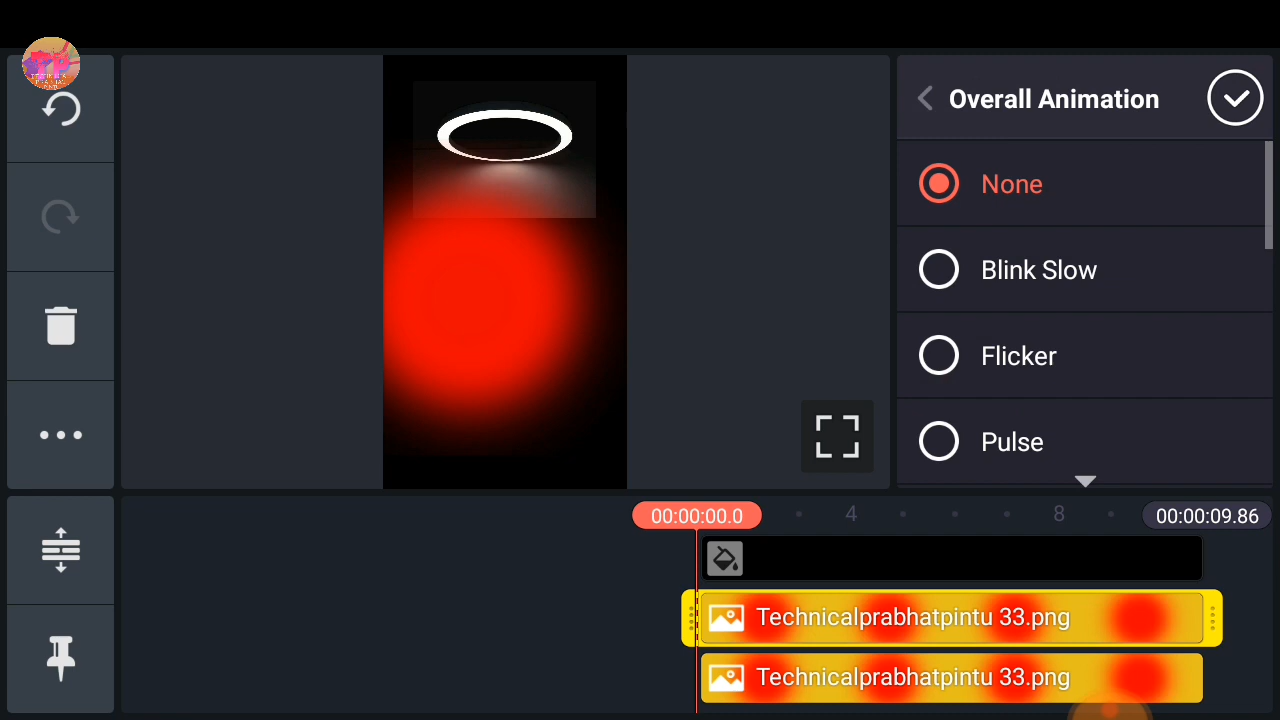 Overall Animation
None
Blink Slow
Flicker
Pulse
00:00:00.0
4
8
00:00:09.86
Technicalprabhatpintu 33.png
Technicalprabhatpintu 33.png